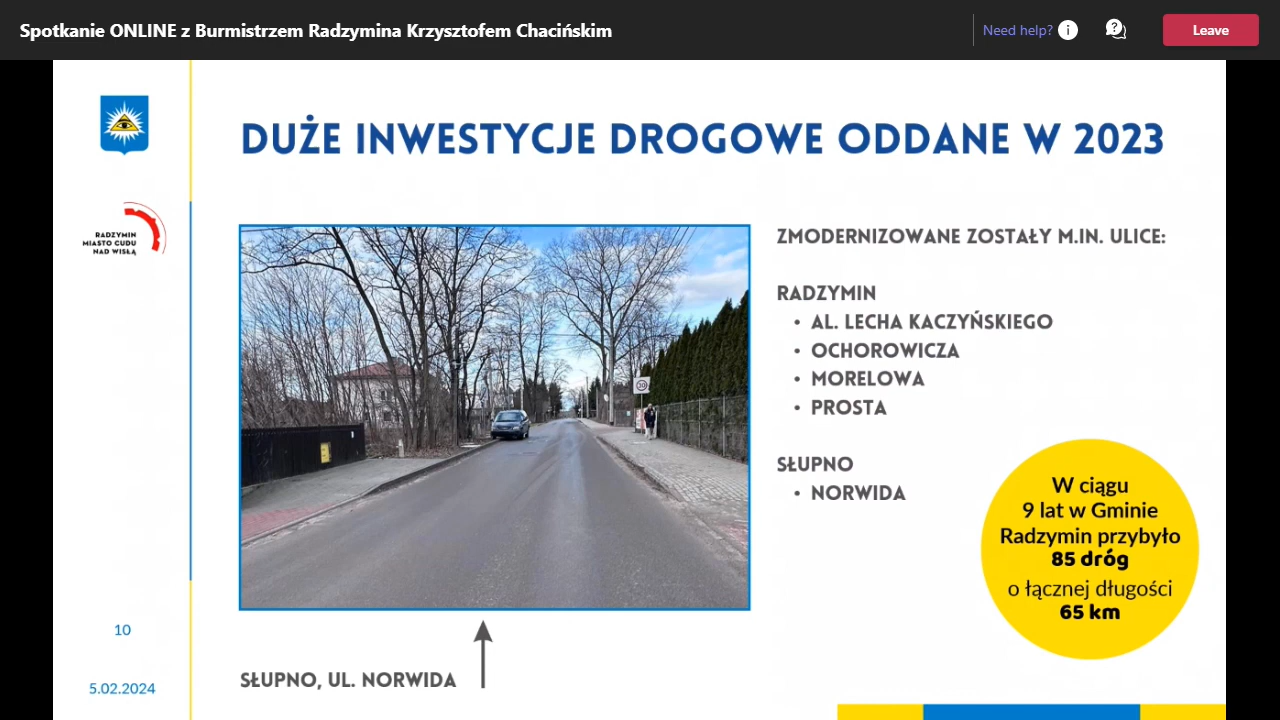 Spotkanie ONLINE z Burmistrzem Radzymina Krzysztofem Chacińskim
Need help?
Leave
DUŻE INWESTYCJE DROGOWE ODDANE W 2023
RADZYMIN
MIASTO CUDU
NAD WISŁĄ
ZMODERNIZOWANE ZOSTAŁY M.IN. ULICE:
RADZYMIN
• AL. LECHA KACZYŃSKIEGO
• OCHOROWICZA
• MORELOWA
• PROSTA
SŁUPNO
• NORWIDA
30
W ciągu
9 lat w Gminie
Radzymin przybyło
85 dróg
o łącznej długości
65 km
SŁUPNO, UL. NORWIDA
10
5.02.2024